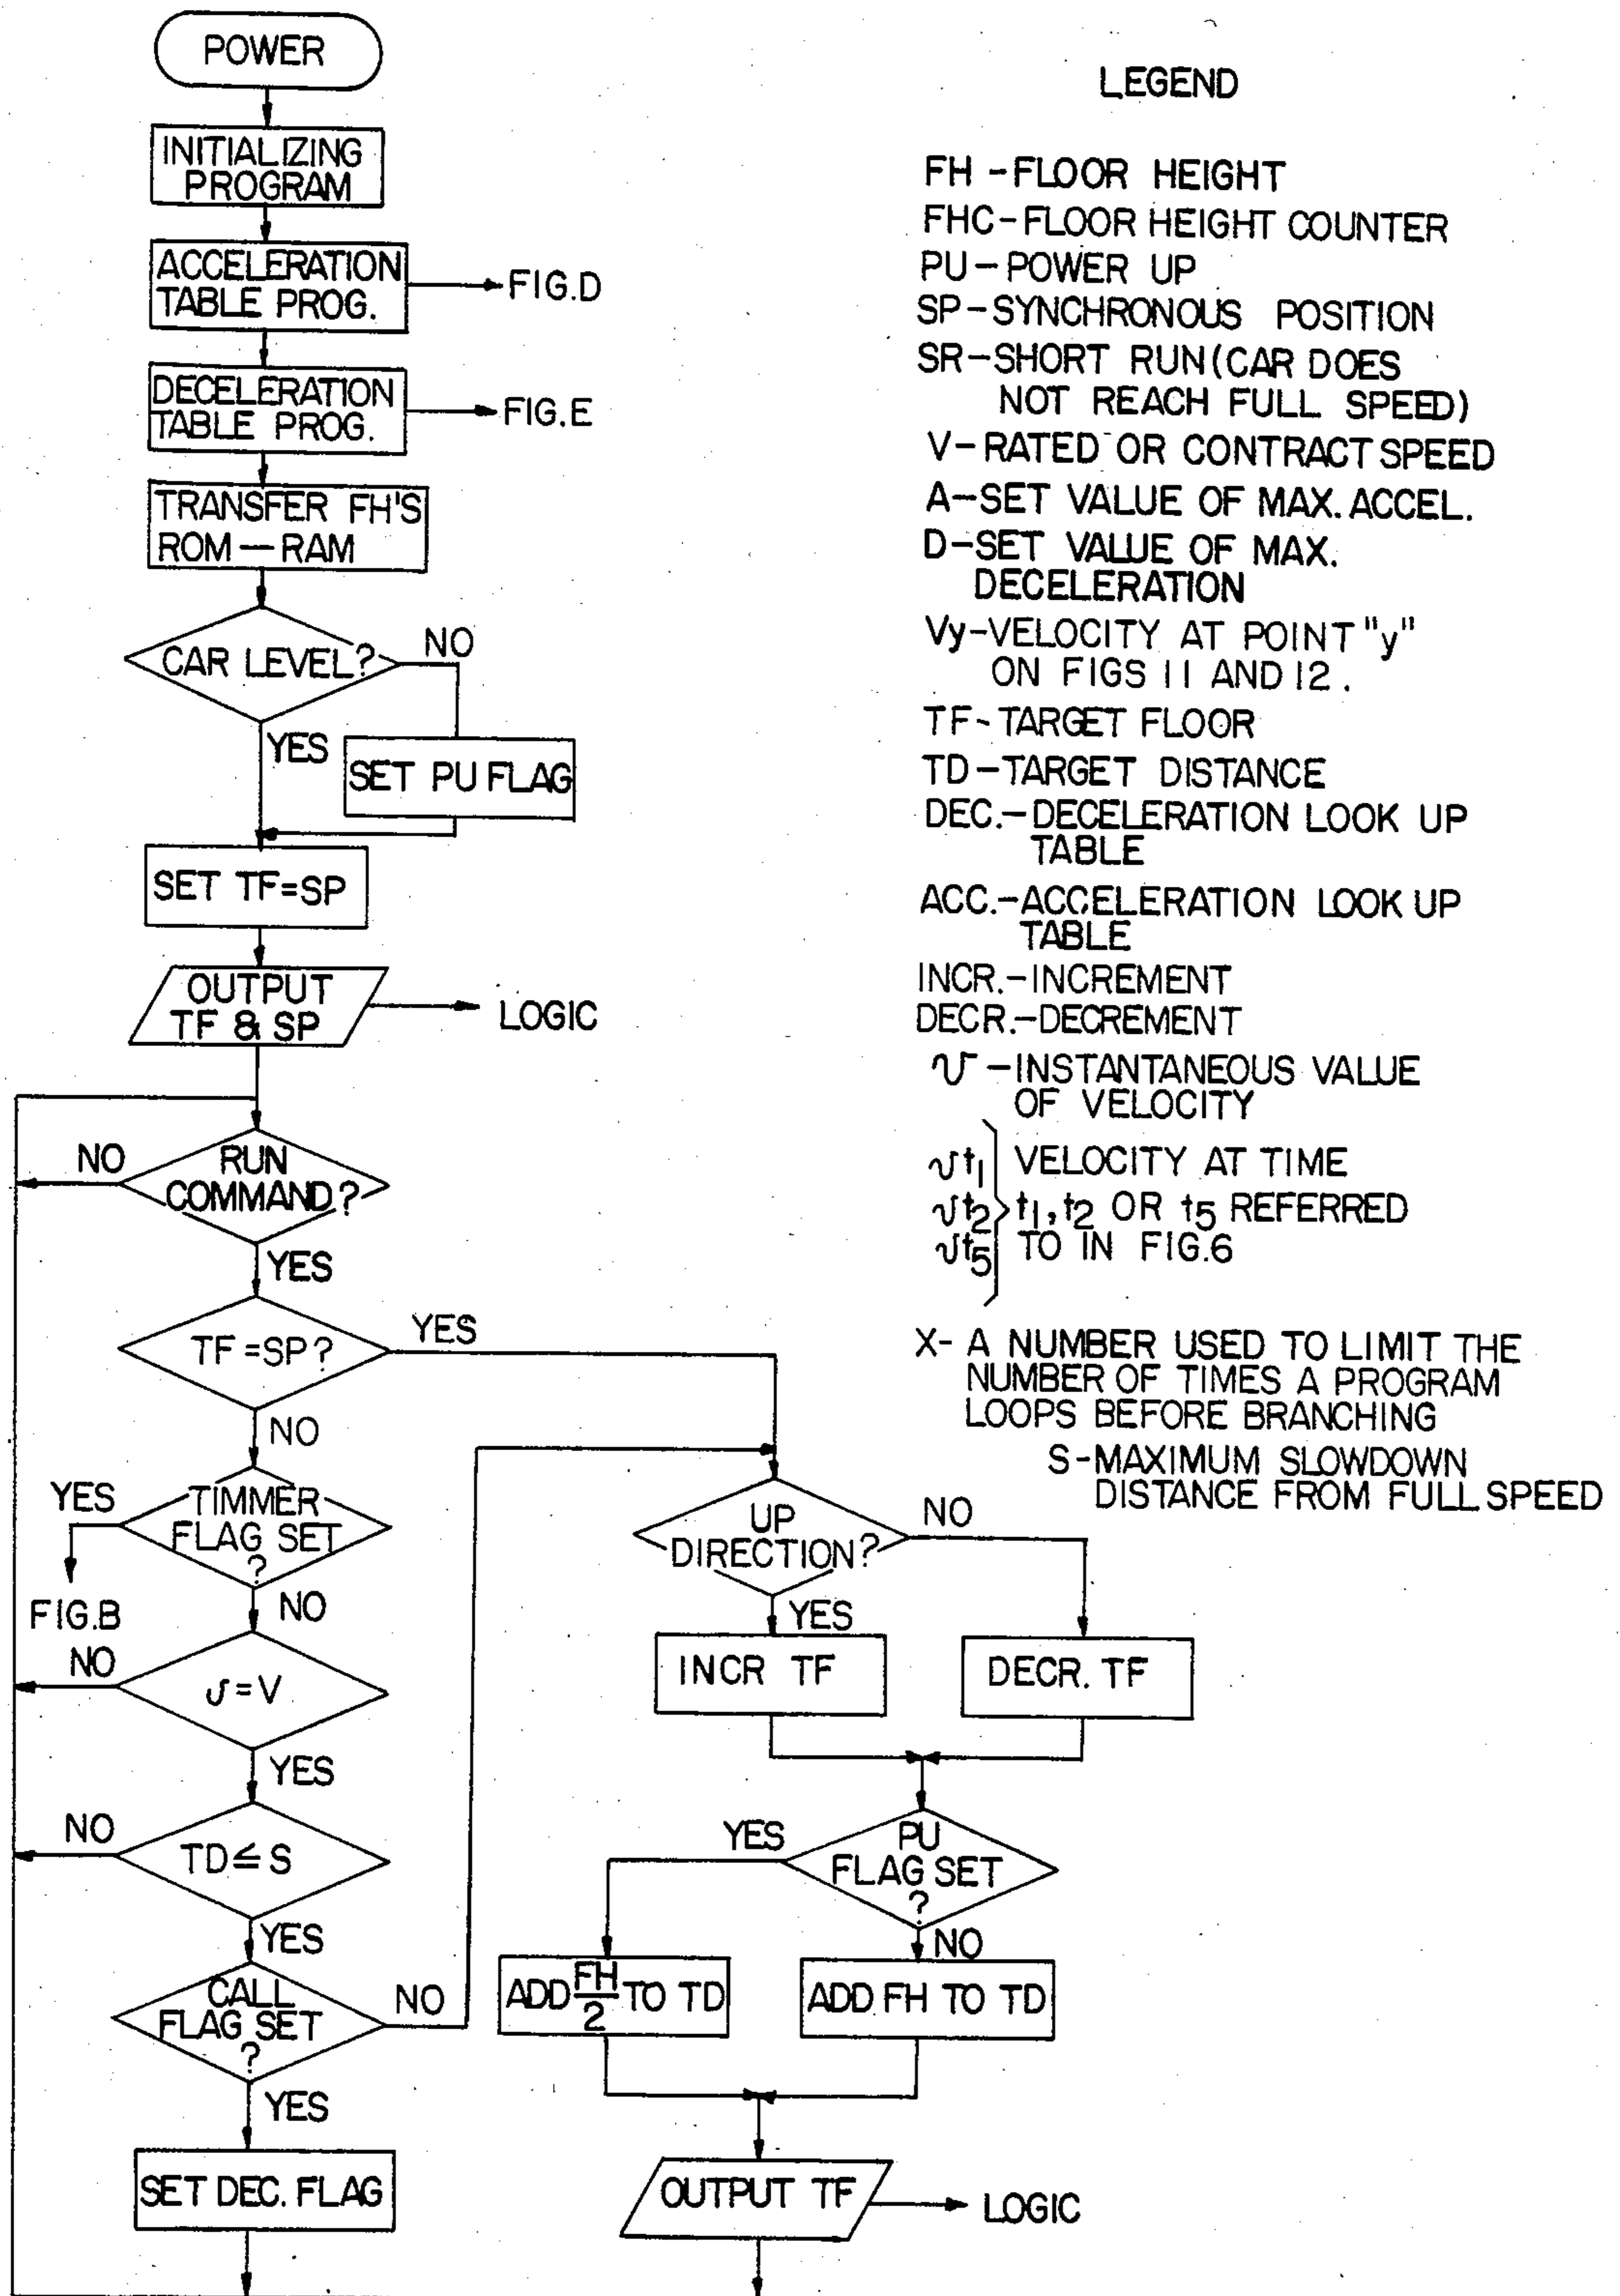 POWER
INITIALIZING
PROGRAM
ACCELERATION
TABLE PROG.
FIG.D
DECELERATION
TABLE PROG.
FIG.E
TRANSFER FH'S
ROM—RAM
CAR LEVEL?
NO
YES
SET PU FLAG
SET TF=SP
OUTPUT
TF & SP
LOGIC
NO
RUN
COMMAND?
YES
TF=SP?
YES
NO
YES
TIMMER
FLAG SET
?
FIG.B
NO
NO
v=V
YES
NO
TD≦S
YES
CALL
FLAG SET
?
NO
YES
SET DEC. FLAG
UP
DIRECTION?
NO
YES
INCR TF
DECR. TF
YES
PU
FLAG SET
?
NO
ADD FH/2 TO TD
ADD FH TO TD
OUTPUT TF
LOGIC
LEGEND
FH -FLOOR HEIGHT
FHC-FLOOR HEIGHT COUNTER
PU-POWER UP
SP-SYNCHRONOUS POSITION
SR-SHORT RUN(CAR DOES
NOT REACH FULL SPEED)
V-RATED OR CONTRACT SPEED
A-SET VALUE OF MAX. ACCEL.
D-SET VALUE OF MAX.
DECELERATION
Vy-VELOCITY AT POINT "y"
ON FIGS 11 AND 12.
TF-TARGET FLOOR
TD-TARGET DISTANCE
DEC.-DECELERATION LOOK UP
TABLE
ACC.-ACCELERATION LOOK UP
TABLE
INCR.-INCREMENT
DECR.-DECREMENT
v -INSTANTANEOUS VALUE
OF VELOCITY
vt1 VELOCITY AT TIME
vt2 t1,t2 OR t5 REFERRED
vt5 TO IN FIG.6
X- A NUMBER USED TO LIMIT THE
NUMBER OF TIMES A PROGRAM
LOOPS BEFORE BRANCHING
S-MAXIMUM SLOWDOWN
DISTANCE FROM FULL SPEED